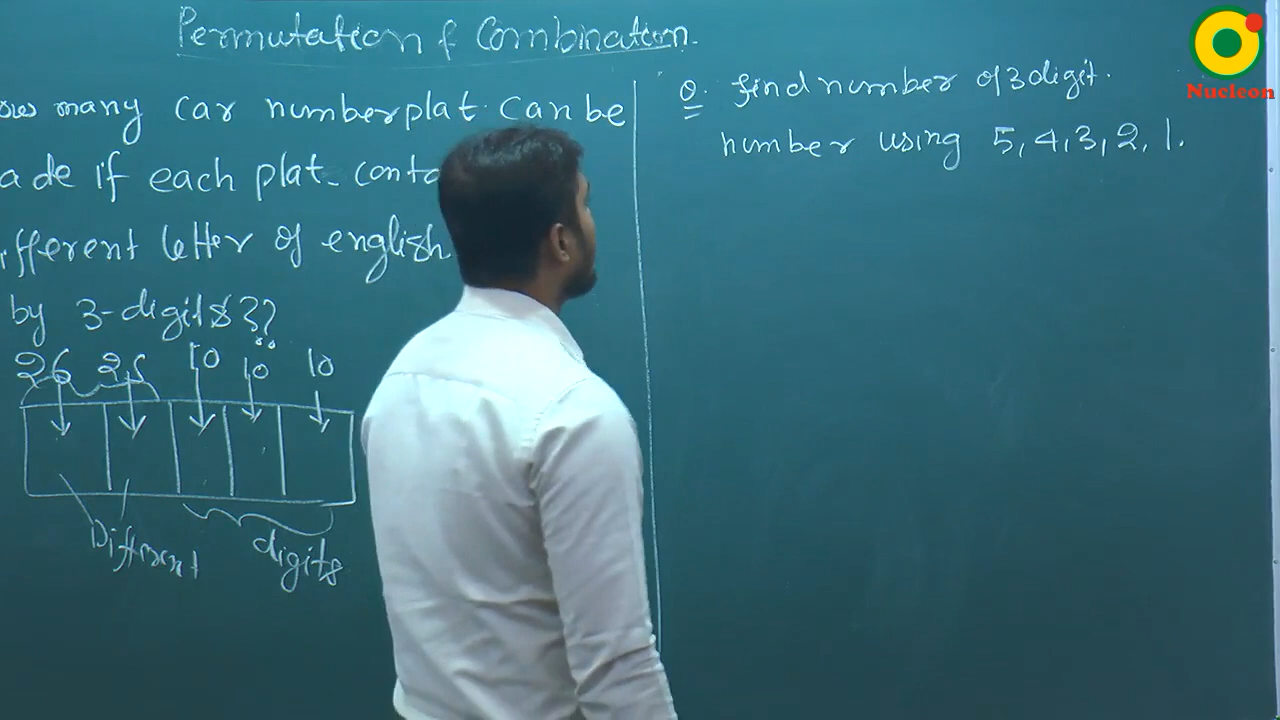 Permutation & Combination.
many car number plat. can be
ade if each plat. conta
ifferent letter of english
by 3-digits??
26 25 10 10 10
Different
digits
Q. find number of 3 digit.
number using 5, 4, 3, 2, 1.
Nucleon